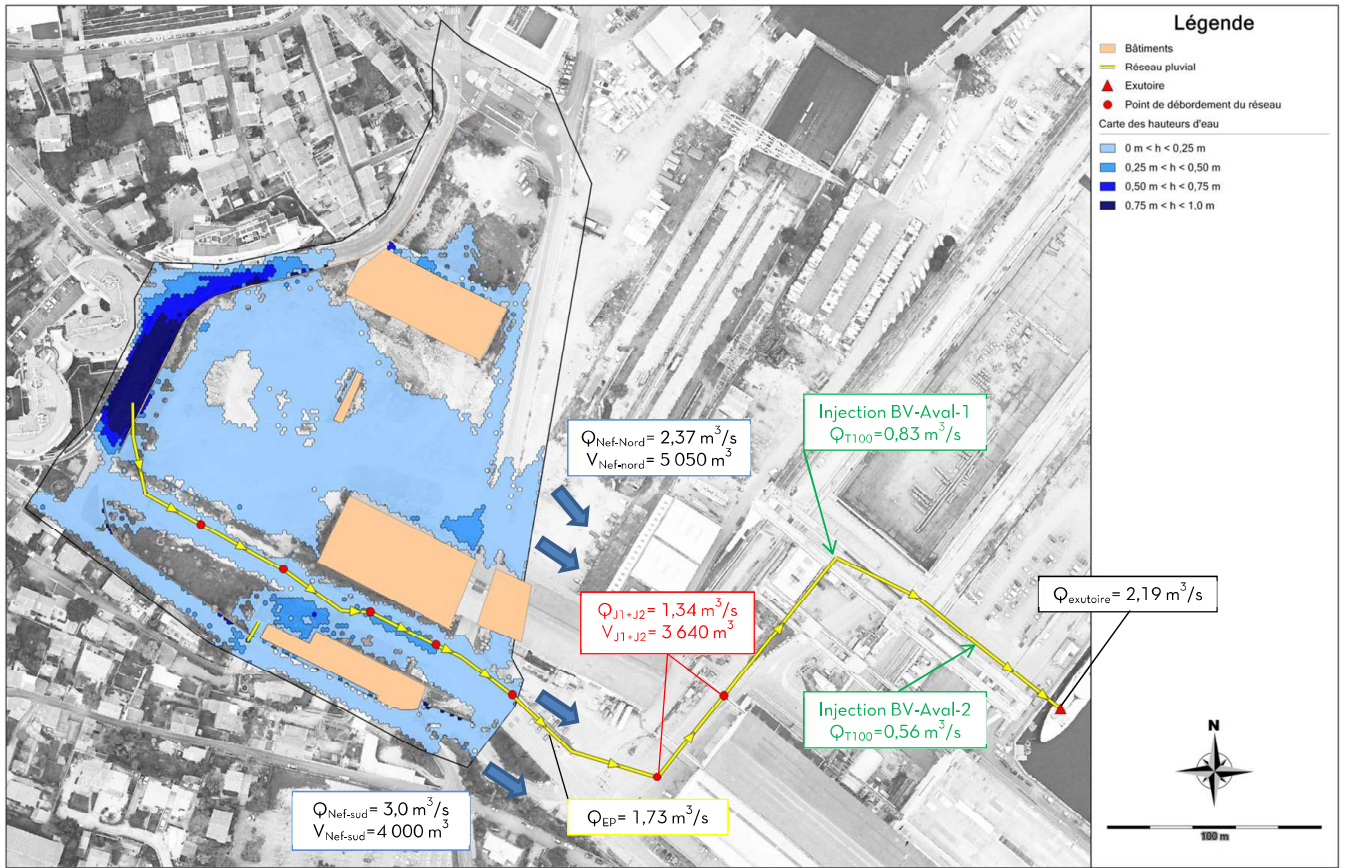 Légende
Bâtiments
Réseau pluvial
Exutoire
Point de débordement du réseau
Carte des hauteurs d'eau
0 m < h < 0,25 m
0,25 m < h < 0,50 m
0,50 m < h < 0,75 m
0,75 m < h < 1,0 m
Injection BV-Aval-1
QT100=0,83 m³/s
QNef-Nord= 2,37 m³/s
VNef-nord= 5 050 m³
Qexutoire= 2,19 m³/s
QJ1+J2= 1,34 m³/s
VJ1+J2= 3 640 m³
Injection BV-Aval-2
QT100=0,56 m³/s
QNef-sud= 3,0 m³/s
VNef-sud=4 000 m³
QEP= 1,73 m³/s
N
100 m